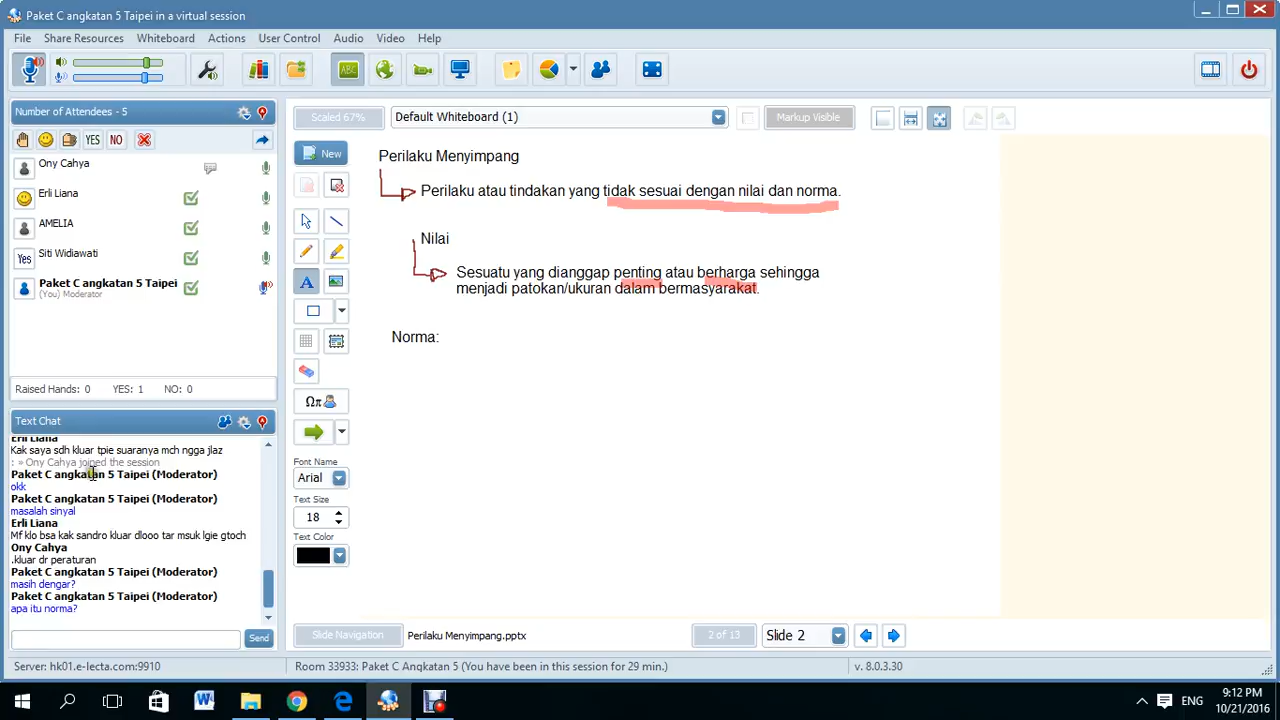 Paket C angkatan 5 Taipei in a virtual session
File Share Resources Whiteboard Actions User Control Audio Video Help
ABC
Number of Attendees - 5
YES NO
Ony Cahya
Erli Liana
AMELIA
Yes Siti Widiawati
Paket C angkatan 5 Taipei
(You) Moderator
Raised Hands: 0 YES: 1 NO: 0
Text Chat
Erli Liana
Kak saya sdh kluar tpie suaranya mch ngga jlaz
: » Ony Cahya joined the session
Paket C angkatan 5 Taipei (Moderator)
okk
Paket C angkatan 5 Taipei (Moderator)
masalah sinyal
Erli Liana
Mf klo bsa kak sandro kluar dlooo tar msuk lgie gtoch
Ony Cahya
.kluar dr peraturan
Paket C angkatan 5 Taipei (Moderator)
masih dengar?
Paket C angkatan 5 Taipei (Moderator)
apa itu norma?
Send
Scaled 67% Default Whiteboard (1) Markup Visible
New
A
Ωπ
Font Name
Arial
Text Size
18
Text Color
Perilaku Menyimpang
Perilaku atau tindakan yang tidak sesuai dengan nilai dan norma.
Nilai
Sesuatu yang dianggap penting atau berharga sehingga
menjadi patokan/ukuran dalam bermasyarakat.
Norma:
Slide Navigation Perilaku Menyimpang.pptx 2 of 13 Slide 2
Server: hk01.e-lecta.com:9910 Room 33933: Paket C Angkatan 5 (You have been in this session for 29 min.) v. 8.0.3.30
ENG
9:12 PM
10/21/2016